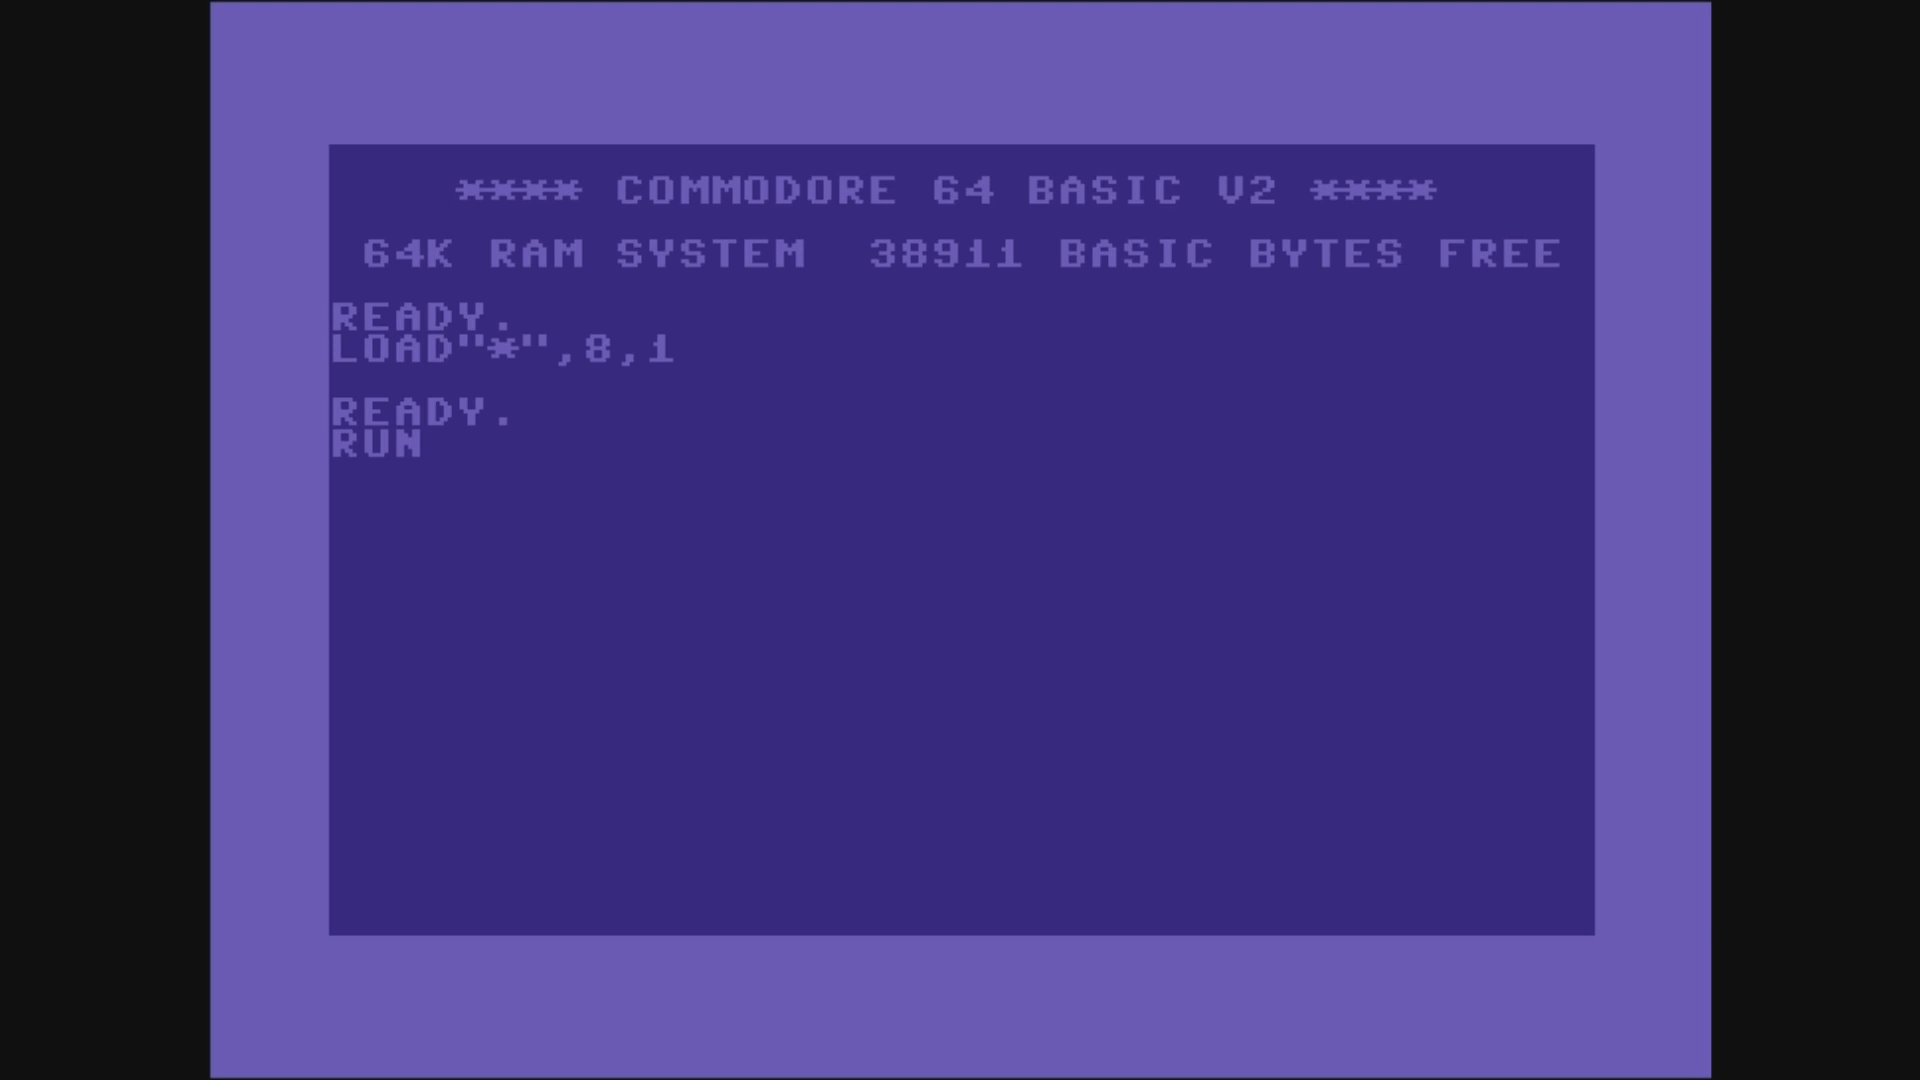 **** COMMODORE 64 BASIC V2 ****
64K RAM SYSTEM  38911 BASIC BYTES FREE
READY.
LOAD"*",8,1
READY.
RUN